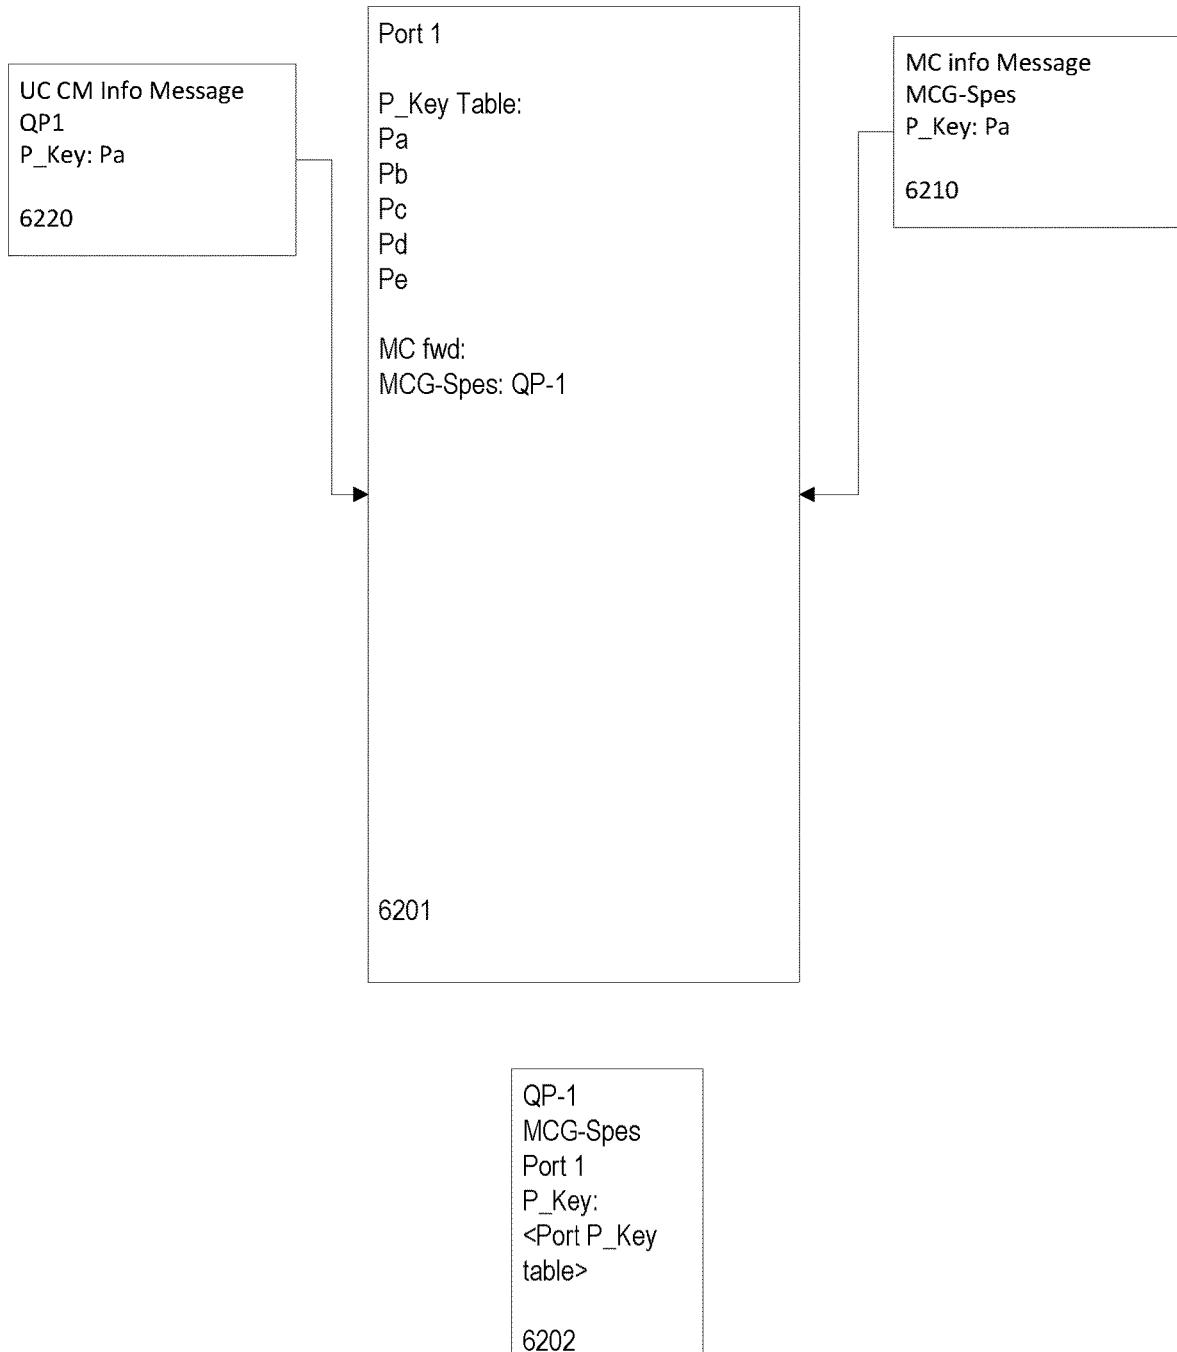 UC CM Info Message
QP1
P_Key: Pa
6220
Port 1
P_Key Table:
Pa
Pb
Pc
Pd
Pe
MC fwd:
MCG-Spes: QP-1
6201
MC info Message
MCG-Spes
P_Key: Pa
6210
QP-1
MCG-Spes
Port 1
P_Key:
<Port P_Key
table>
6202